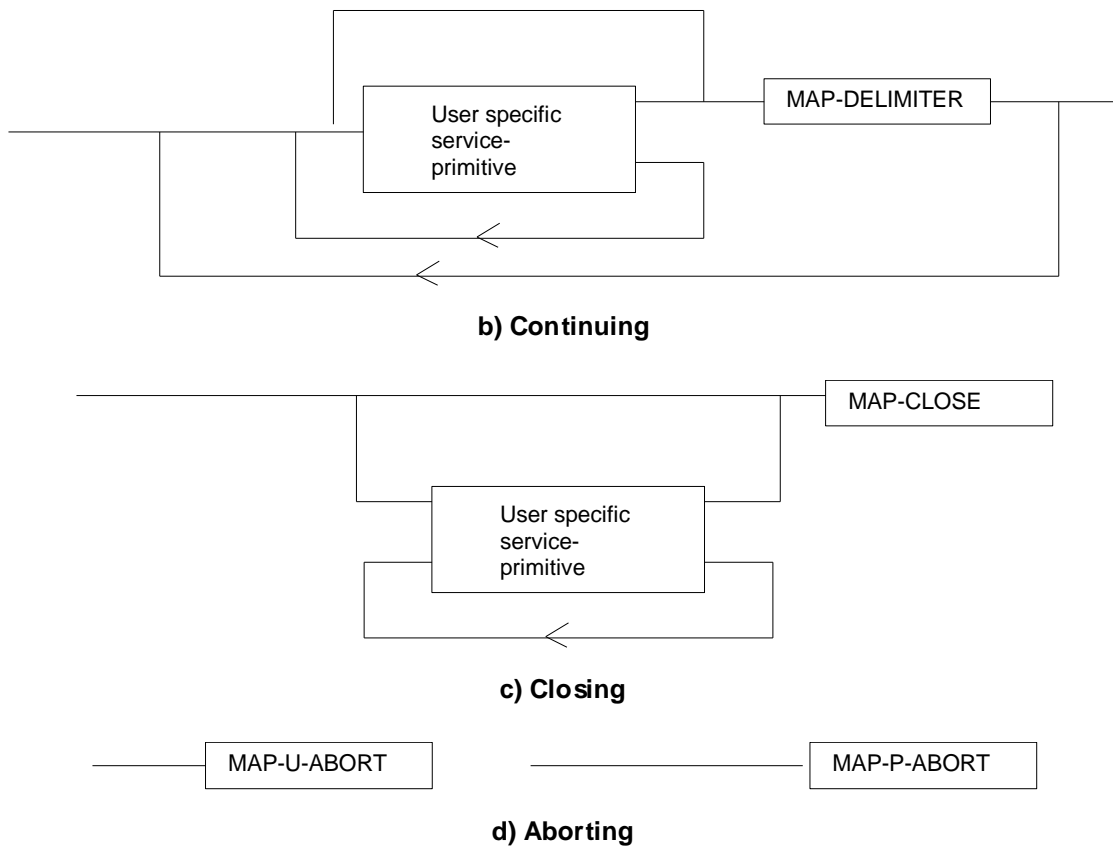 User specific
service-
primitive
MAP-DELIMITER
b) Continuing
MAP-CLOSE
User specific
service-
primitive
c) Closing
MAP-U-ABORT
MAP-P-ABORT
d) Aborting